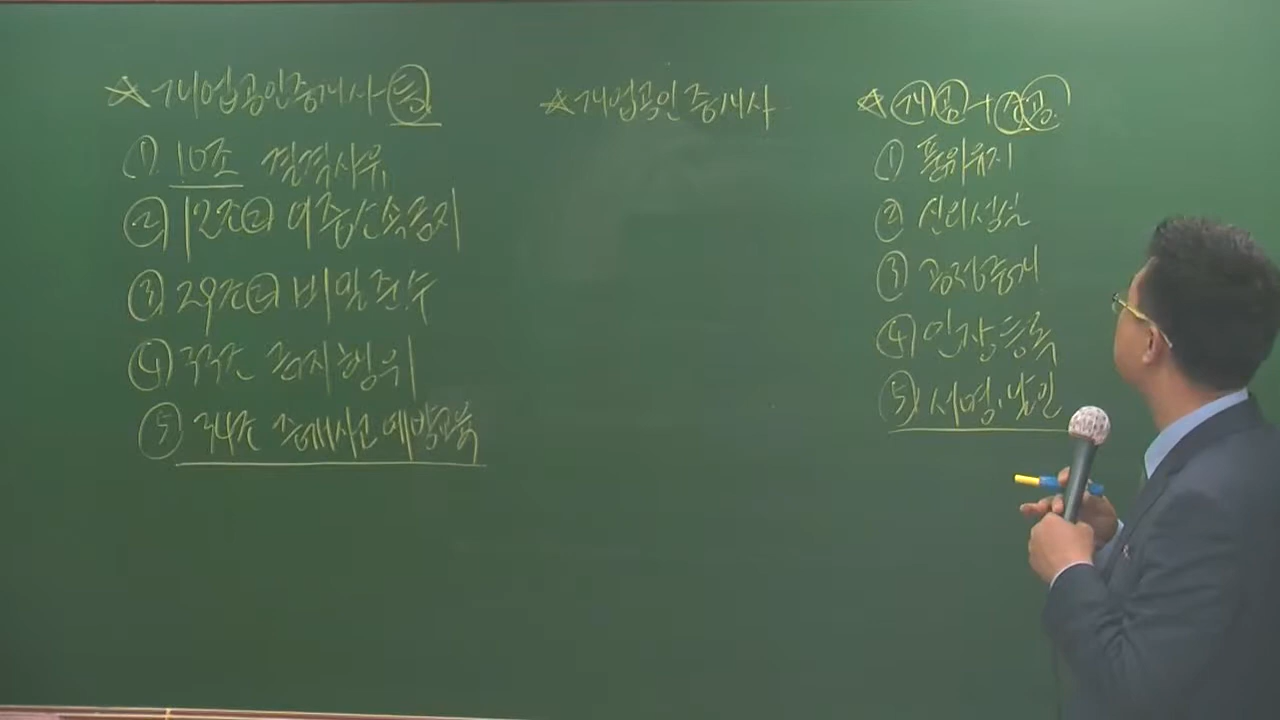 ☆ 개업공인중개사 등
① 10조 결격사유
② 12조② 이중소속금지
③ 29조② 비밀준수
④ 33조 금지행위
⑤ 34조 중개사고 예방교육
☆ 개업공인중개사
☆ 개공+소공
① 품위유지
② 신의성실
③ 공정중개
④ 인장등록
⑤ 서명, 날인